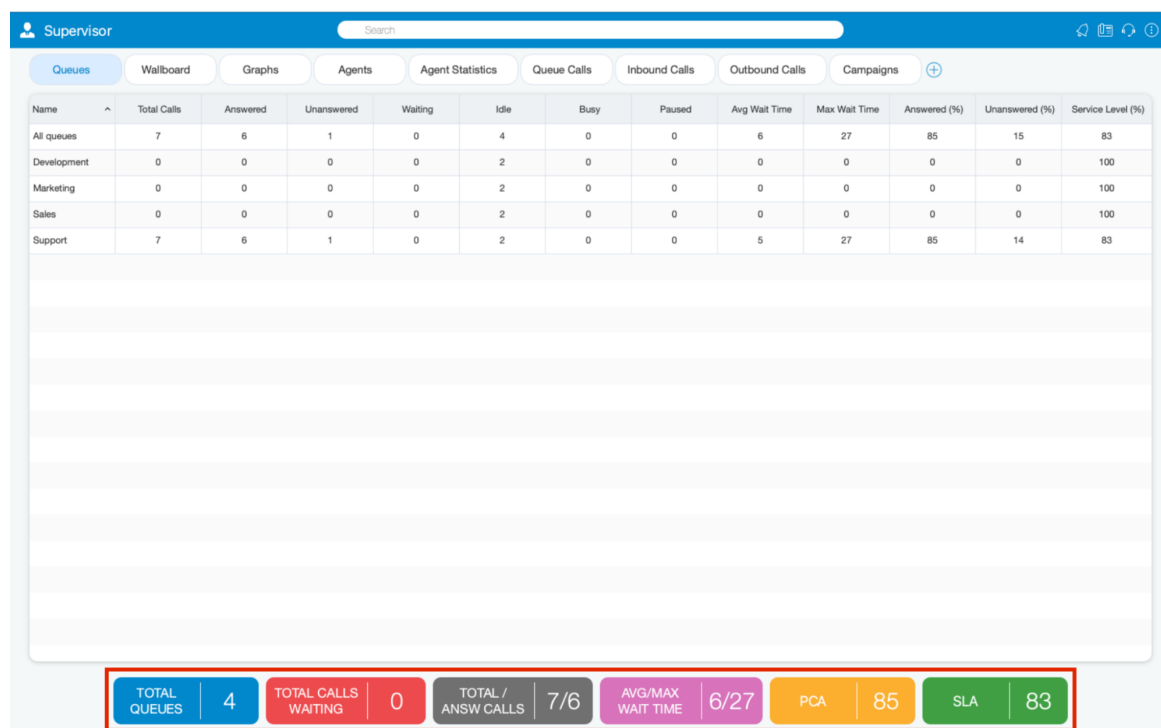 Supervisor
Search
Queues Wallboard Graphs Agents Agent Statistics Queue Calls Inbound Calls Outbound Calls Campaigns
Name Total Calls Answered Unanswered Waiting Idle Busy Paused Avg Wait Time Max Wait Time Answered (%) Unanswered (%) Service Level (%)
All queues 7 6 1 0 4 0 0 6 27 85 15 83
Development 0 0 0 0 2 0 0 0 0 0 0 100
Marketing 0 0 0 0 2 0 0 0 0 0 0 100
Sales 0 0 0 0 2 0 0 0 0 0 0 100
Support 7 6 1 0 2 0 0 5 27 85 14 83
TOTAL QUEUES 4
TOTAL CALLS WAITING 0
TOTAL / ANSW CALLS 7/6
AVG/MAX WAIT TIME 6/27
PCA 85
SLA 83